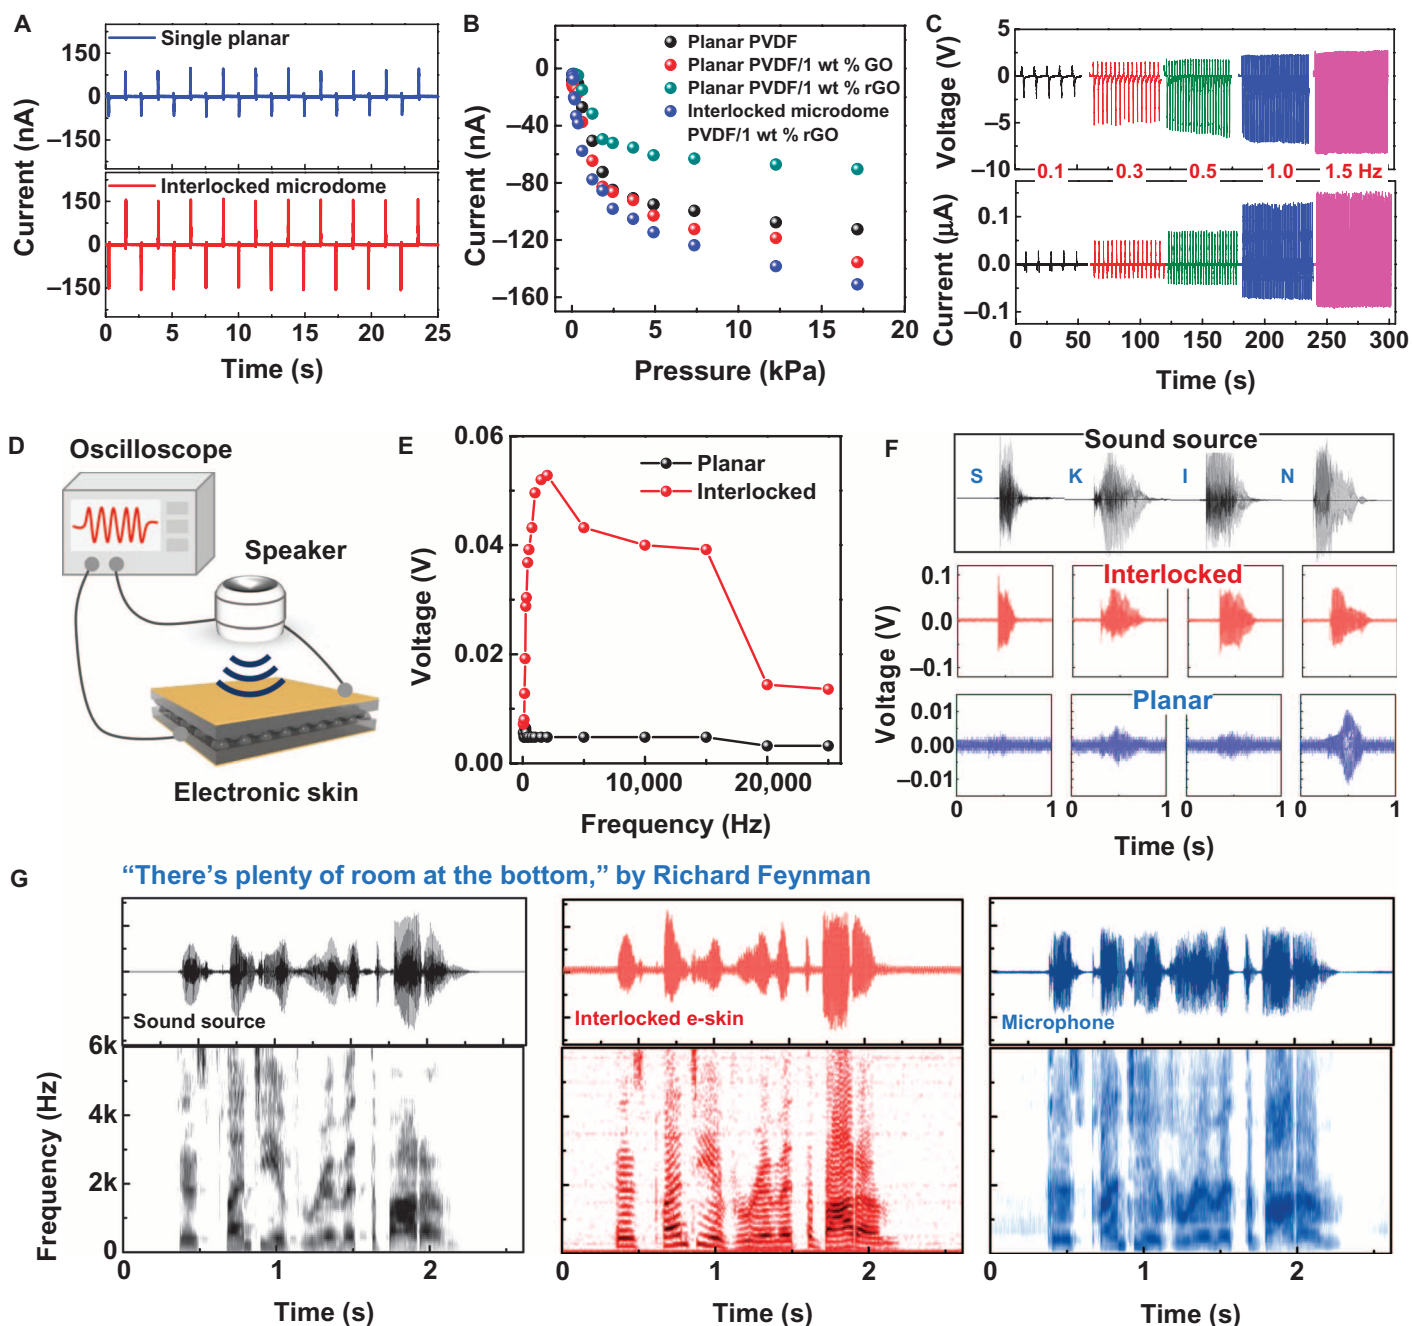 A
Single planar
150
0
−150
Interlocked microdome
150
0
−150
Current (nA)
0 5 10 15 20 25
Time (s)
B
Planar PVDF
Planar PVDF/1 wt % GO
Planar PVDF/1 wt % rGO
Interlocked microdome
PVDF/1 wt % rGO
0
−40
−80
−120
−160
Current (nA)
0 5 10 15 20
Pressure (kPa)
C
5
0
−5
−10
Voltage (V)
0.1 0.3 0.5 1.0 1.5 Hz
0.1
0.0
−0.1
Current (μA)
0 50 100 150 200 250 300
Time (s)
D
Oscilloscope
Speaker
Electronic skin
E
0.06
0.04
0.02
0.00
Voltage (V)
Planar
Interlocked
0 10,000 20,000
Frequency (Hz)
F
Sound source
S K I N
Interlocked
0.1
0.0
−0.1
Voltage (V)
Planar
0.01
0.00
−0.01
Voltage (V)
0 1 0 1 0 1 0 1
Time (s)
G
“There’s plenty of room at the bottom,” by Richard Feynman
Sound source
Interlocked e-skin
Microphone
6k
4k
2k
0
Frequency (Hz)
0 1 2
Time (s)
0 1 2
Time (s)
0 1 2
Time (s)